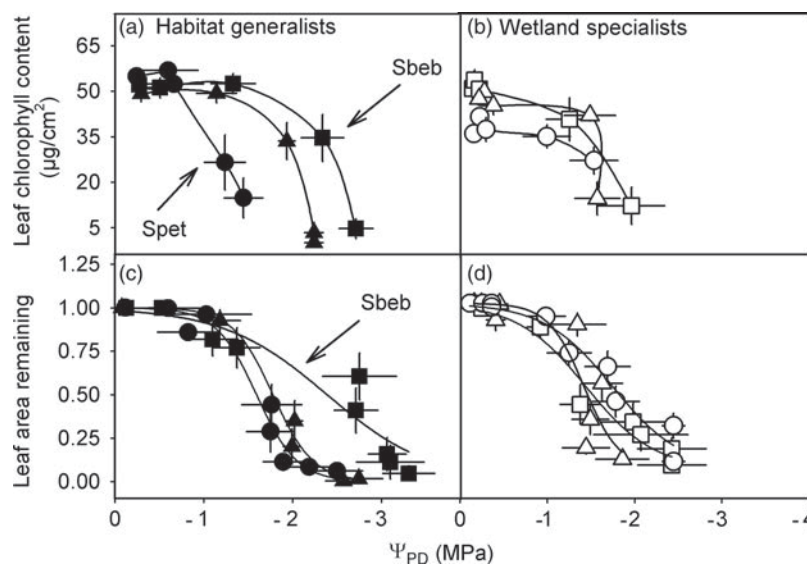 (a) Habitat generalists
(b) Wetland specialists
Leaf chlorophyll content
(µg/cm²)
65
50
35
20
5
Sbeb
Spet
(c)
(d)
Leaf area remaining
1.25
1.00
0.75
0.50
0.25
0.00
Sbeb
0 - 1 - 2 - 3 0 -1 -2 -3 - 4
ΨPD (MPa)